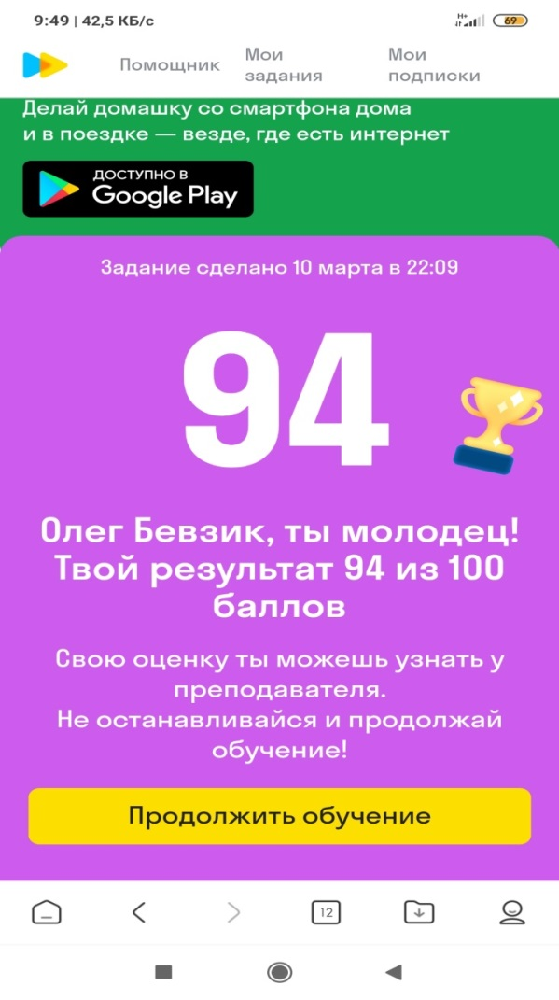 9:49 | 42,5 КБ/с
H+
69
Помощник
Мои
задания
Мои
подписки
Делай домашку со смартфона дома
и в поездке — везде, где есть интернет
ДОСТУПНО В
Google Play
Задание сделано 10 марта в 22:09
94
Олег Бевзик, ты молодец!
Твой результат 94 из 100
баллов
Свою оценку ты можешь узнать у
преподавателя.
Не останавливайся и продолжай
обучение!
Продолжить обучение
12